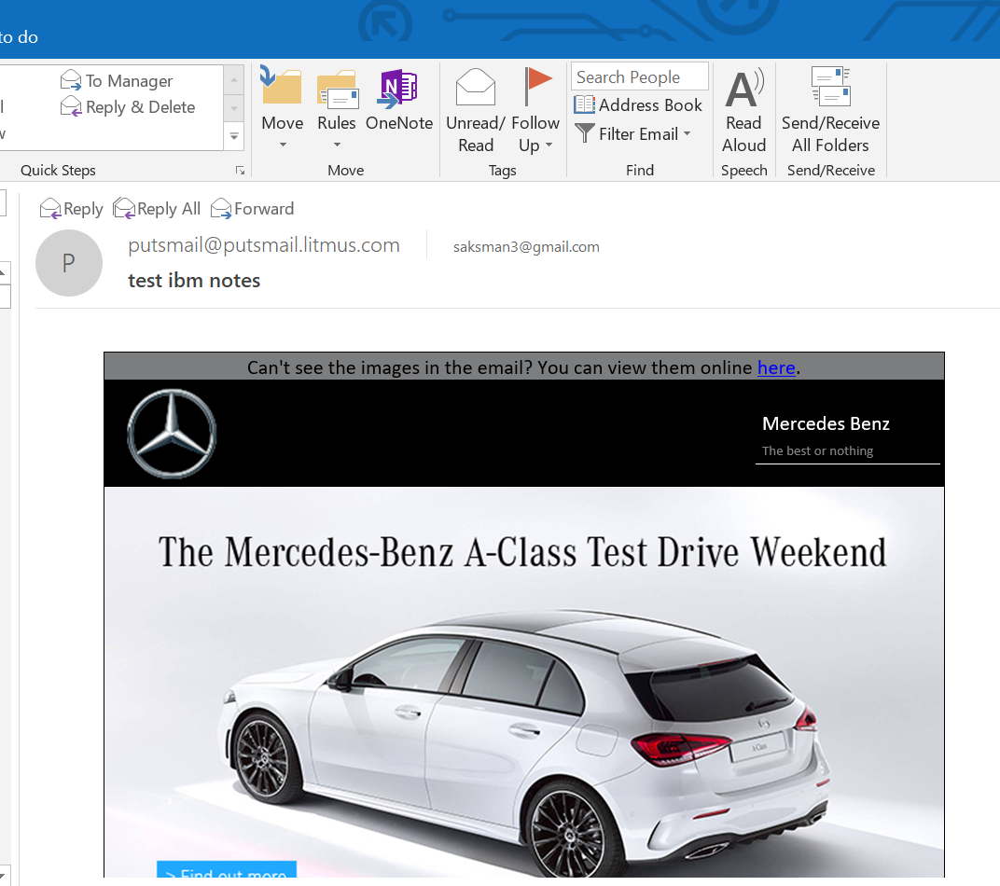 to do
To Manager
Reply & Delete
Move
Rules
OneNote
Unread/
Read
Follow
Up
Search People
Address Book
Filter Email
Read
Aloud
Send/Receive
All Folders
Quick Steps
Move
Tags
Find
Speech
Send/Receive
Reply
Reply All
Forward
P
putsmail@putsmail.litmus.com
saksman3@gmail.com
test ibm notes
Can't see the images in the email? You can view them online here.
Mercedes Benz
The best or nothing
The Mercedes-Benz A-Class Test Drive Weekend
A-Class
> Find out more